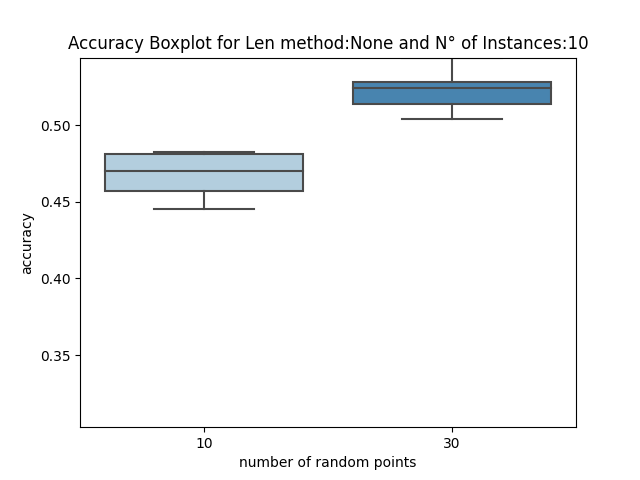 Accuracy Boxplot for Len method:None and N° of Instances:10
0.50
0.45
0.40
0.35
accuracy
10
30
number of random points